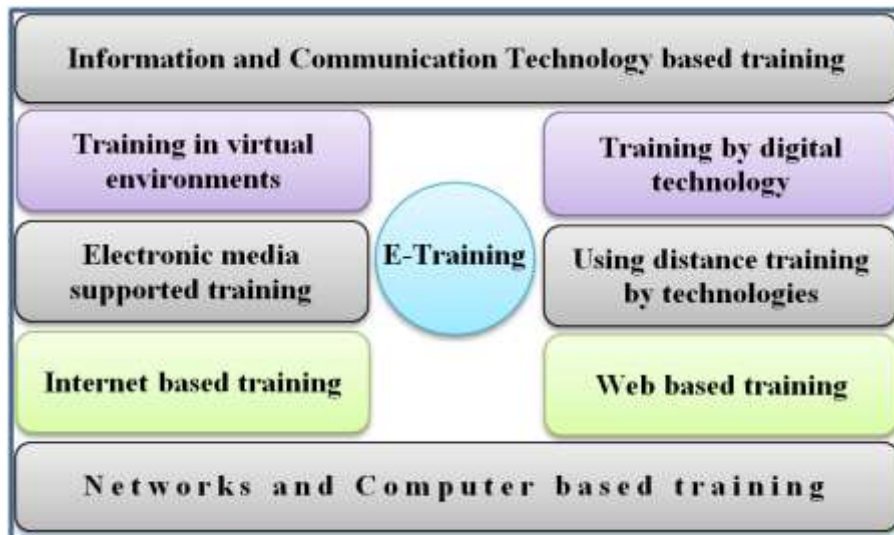 Information and Communication Technology based training
Training in virtual
environments
Training by digital
technology
Electronic media
supported training
E-Training
Using distance training
by technologies
Internet based training
Web based training
Networks and Computer based training